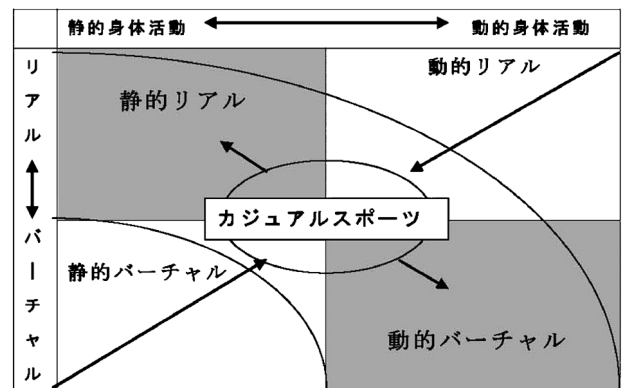 静的身体活動
動的身体活動
リアル
バーチャル
静的リアル
動的リアル
カジュアルスポーツ
静的バーチャル
動的バーチャル